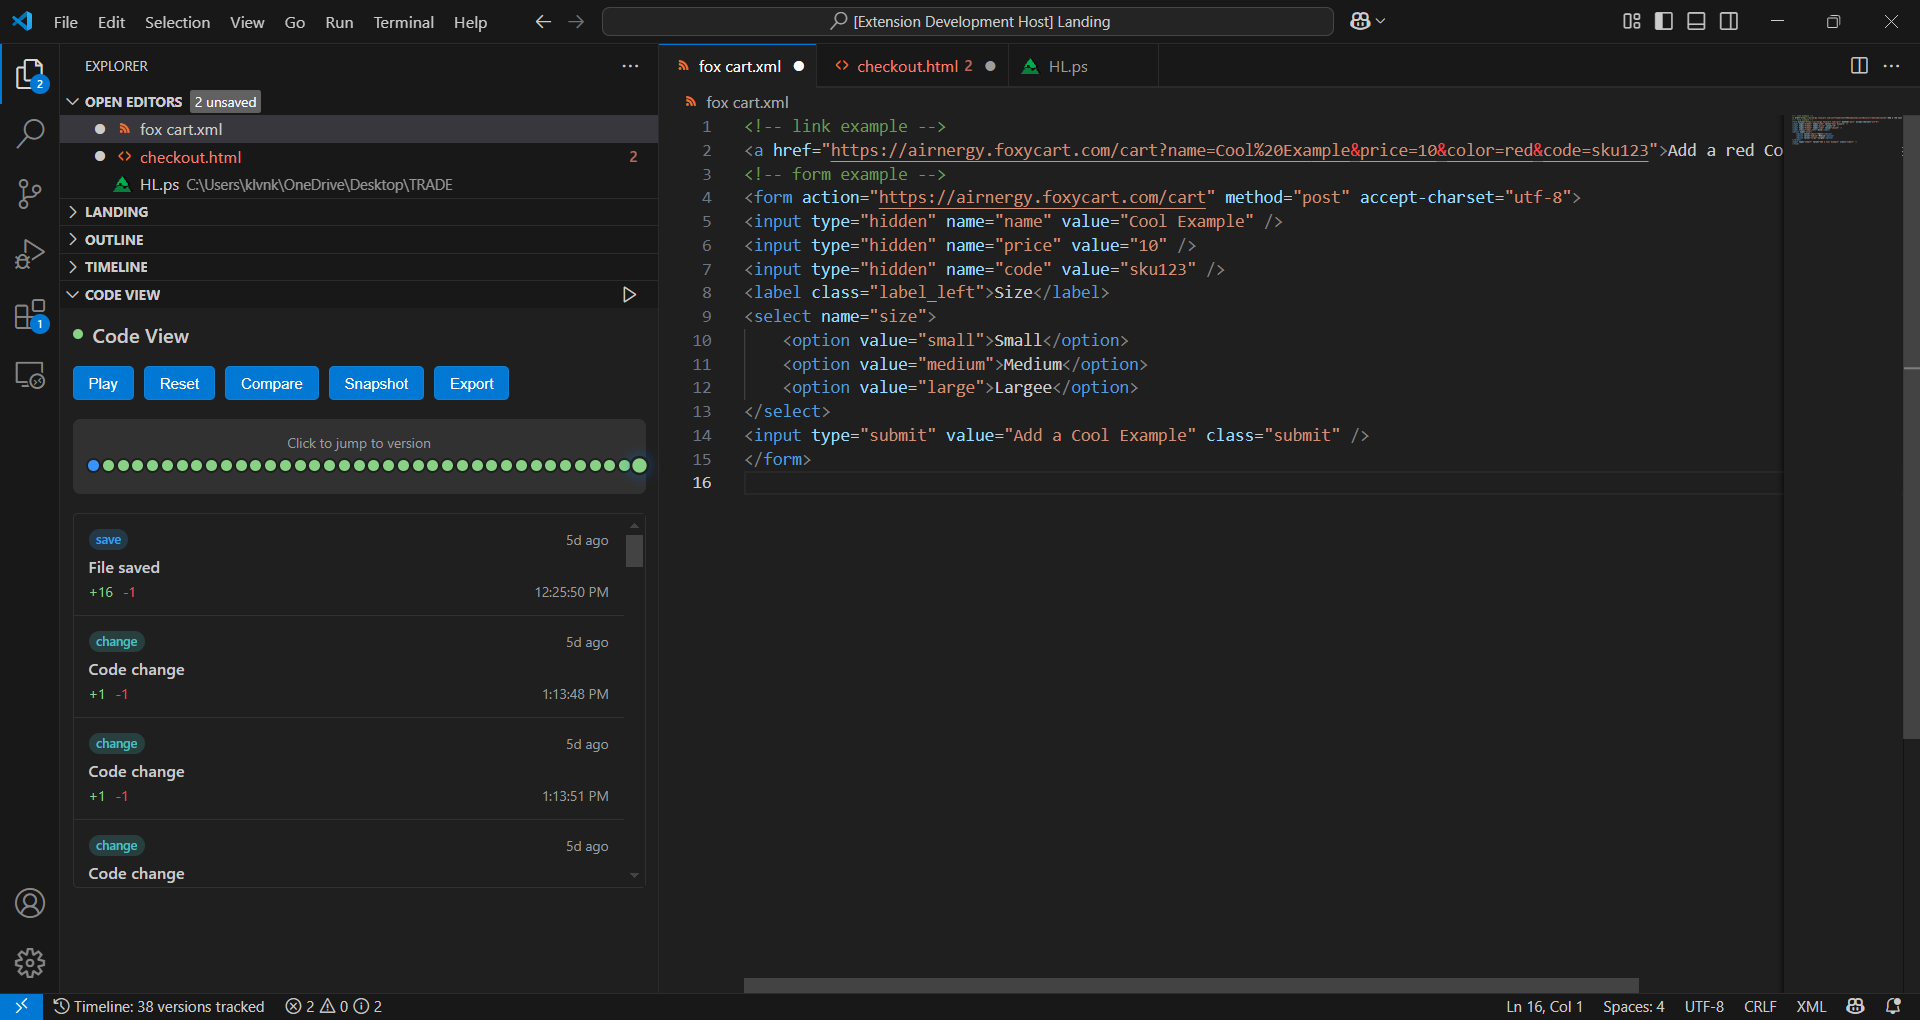 File Edit Selection View Go Run Terminal Help
[Extension Development Host] Landing
2
1
EXPLORER
OPEN EDITORS 2 unsaved
fox cart.xml
checkout.html 2
HL.ps C:\Users\klvnk\OneDrive\Desktop\TRADE
LANDING
OUTLINE
TIMELINE
CODE VIEW
Code View
Play Reset Compare Snapshot Export
Click to jump to version
save 5d ago
File saved
+16 -1 12:25:50 PM
change 5d ago
Code change
+1 -1 1:13:48 PM
change 5d ago
Code change
+1 -1 1:13:51 PM
change 5d ago
Code change
fox cart.xml checkout.html 2 HL.ps
fox cart.xml
1 <!-- link example -->
2 <a href="https://airnergy.foxycart.com/cart?name=Cool%20Example&price=10&color=red&code=sku123">Add a red Co
3 <!-- form example -->
4 <form action="https://airnergy.foxycart.com/cart" method="post" accept-charset="utf-8">
5 <input type="hidden" name="name" value="Cool Example" />
6 <input type="hidden" name="price" value="10" />
7 <input type="hidden" name="code" value="sku123" />
8 <label class="label_left">Size</label>
9 <select name="size">
10 <option value="small">Small</option>
11 <option value="medium">Medium</option>
12 <option value="large">Largee</option>
13 </select>
14 <input type="submit" value="Add a Cool Example" class="submit" />
15 </form>
16
Timeline: 38 versions tracked 2 0 2
Ln 16, Col 1 Spaces: 4 UTF-8 CRLF XML